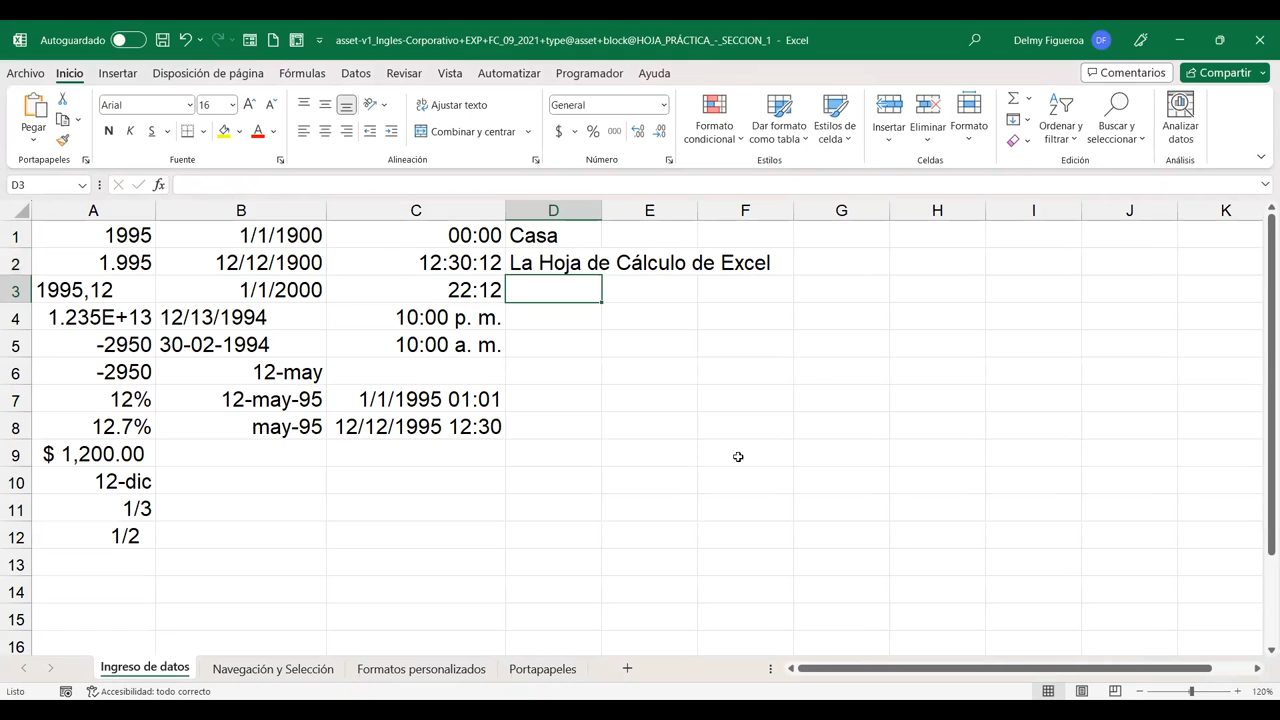 Autoguardado
asset-v1_Ingles-Corporativo+EXP+FC_09_2021+type@asset+block@HOJA_PRÁCTICA_-_SECCION_1 - Excel
Delmy Figueroa DF
Archivo Inicio Insertar Disposición de página Fórmulas Datos Revisar Vista Automatizar Programador Ayuda
Comentarios Compartir
Pegar
Portapapeles
Arial 16
N K S
Fuente
Ajustar texto
Combinar y centrar
Alineación
General
$ % 000
Número
Formato condicional
Dar formato como tabla
Estilos de celda
Estilos
Insertar Eliminar Formato
Celdas
Ordenar y filtrar
Buscar y seleccionar
Edición
Analizar datos
Análisis
D3 fx
A B C D E F G H I J K
1 1995 1/1/1900 00:00 Casa
2 1.995 12/12/1900 12:30:12 La Hoja de Cálculo de Excel
3 1995,12 1/1/2000 22:12
4 1.235E+13 12/13/1994 10:00 p. m.
5 -2950 30-02-1994 10:00 a. m.
6 -2950 12-may
7 12% 12-may-95 1/1/1995 01:01
8 12.7% may-95 12/12/1995 12:30
9 $ 1,200.00
10 12-dic
11 1/3
12 1/2
13
14
15
16
Ingreso de datos Navegación y Selección Formatos personalizados Portapapeles
Listo Accesibilidad: todo correcto 120%